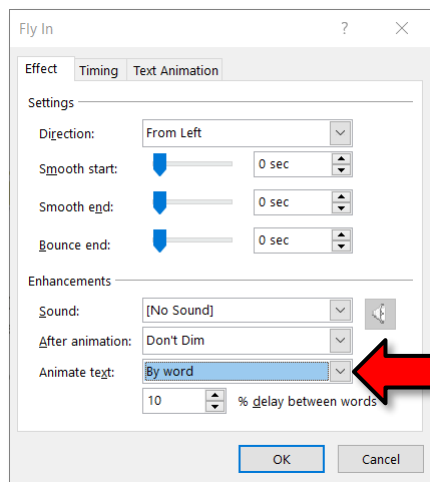 Fly In ?
Effect Timing Text Animation
Settings
Direction: From Left
Smooth start: 0 sec
Smooth end: 0 sec
Bounce end: 0 sec
Enhancements
Sound: [No Sound]
After animation: Don't Dim
Animate text: By word
10 % delay between words
OK Cancel